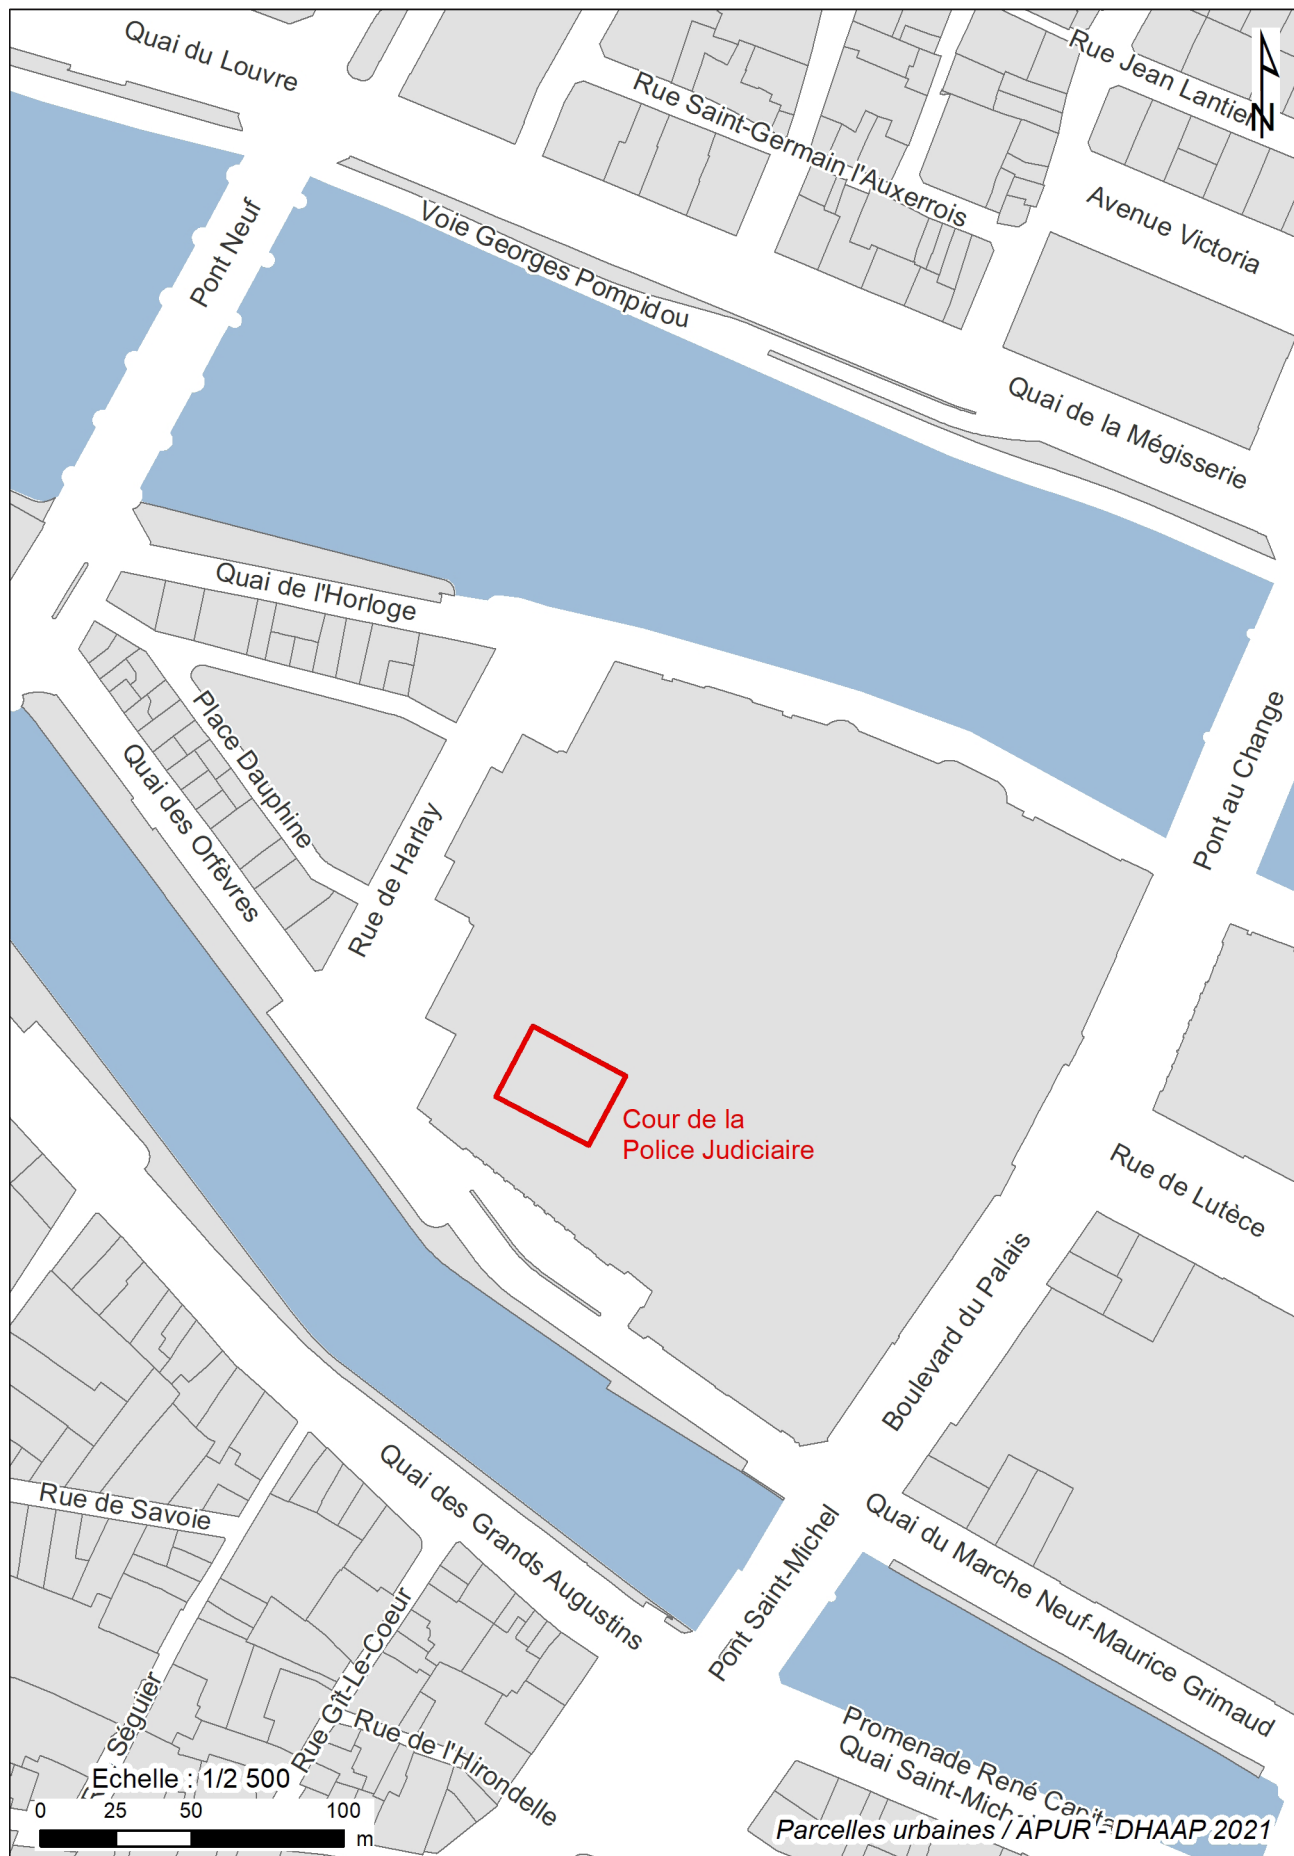 Quai du Louvre
Rue Jean Lantier
N
Rue Saint-Germain l'Auxerrois
Avenue Victoria
Pont Neuf
Voie Georges Pompidou
Quai de la Mégisserie
Quai de l'Horloge
Place Dauphine
Quai des Orfèvres
Pont au Change
Rue de Harlay
Cour de la
Police Judiciaire
Rue de Lutèce
Boulevard du Palais
Quai des Grands Augustins
Rue de Savoie
Quai du Marche Neuf-Maurice Grimaud
Pont Saint-Michel
Rue Gît-Le-Coeur
Séguier
Rue de l'Hirondelle
Promenade René
Quai
Echelle : 1/2 500
0 25 50 100
m
Parcelles urbaines / APUR - DHAAP 2021